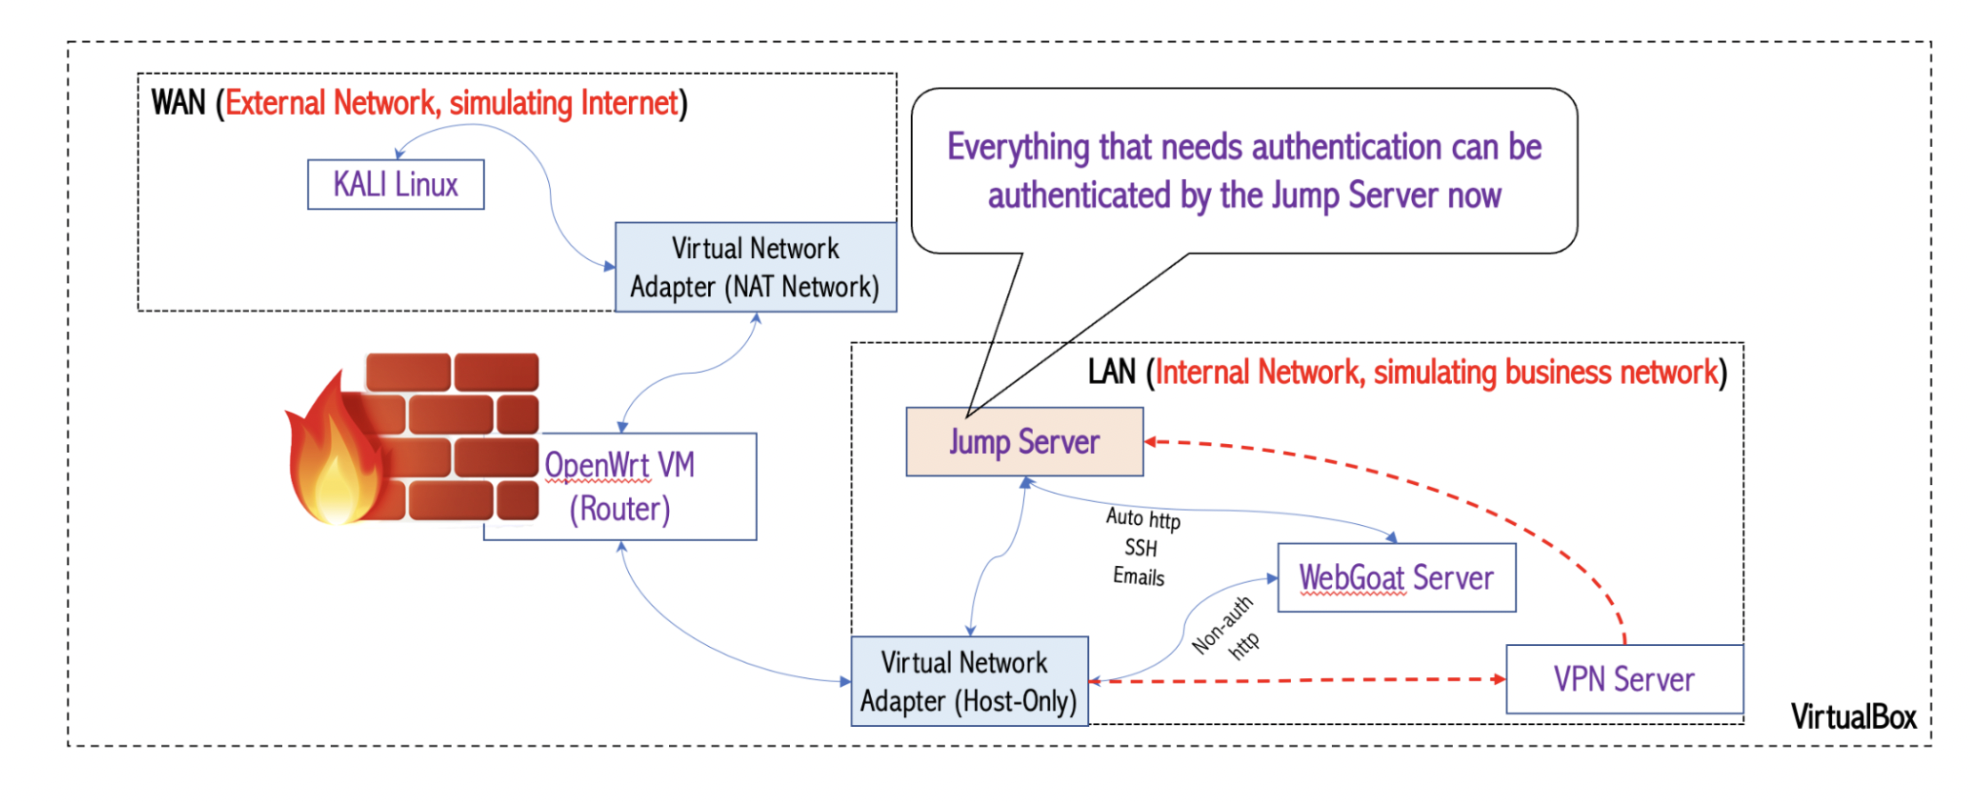 WAN (External Network, simulating Internet)
KALI Linux
Virtual Network
Adapter (NAT Network)
Everything that needs authentication can be
authenticated by the Jump Server now
OpenWrt VM
(Router)
LAN (Internal Network, simulating business network)
Jump Server
Auto http
SSH
Emails
WebGoat Server
Non-auth
http
Virtual Network
Adapter (Host-Only)
VPN Server
VirtualBox